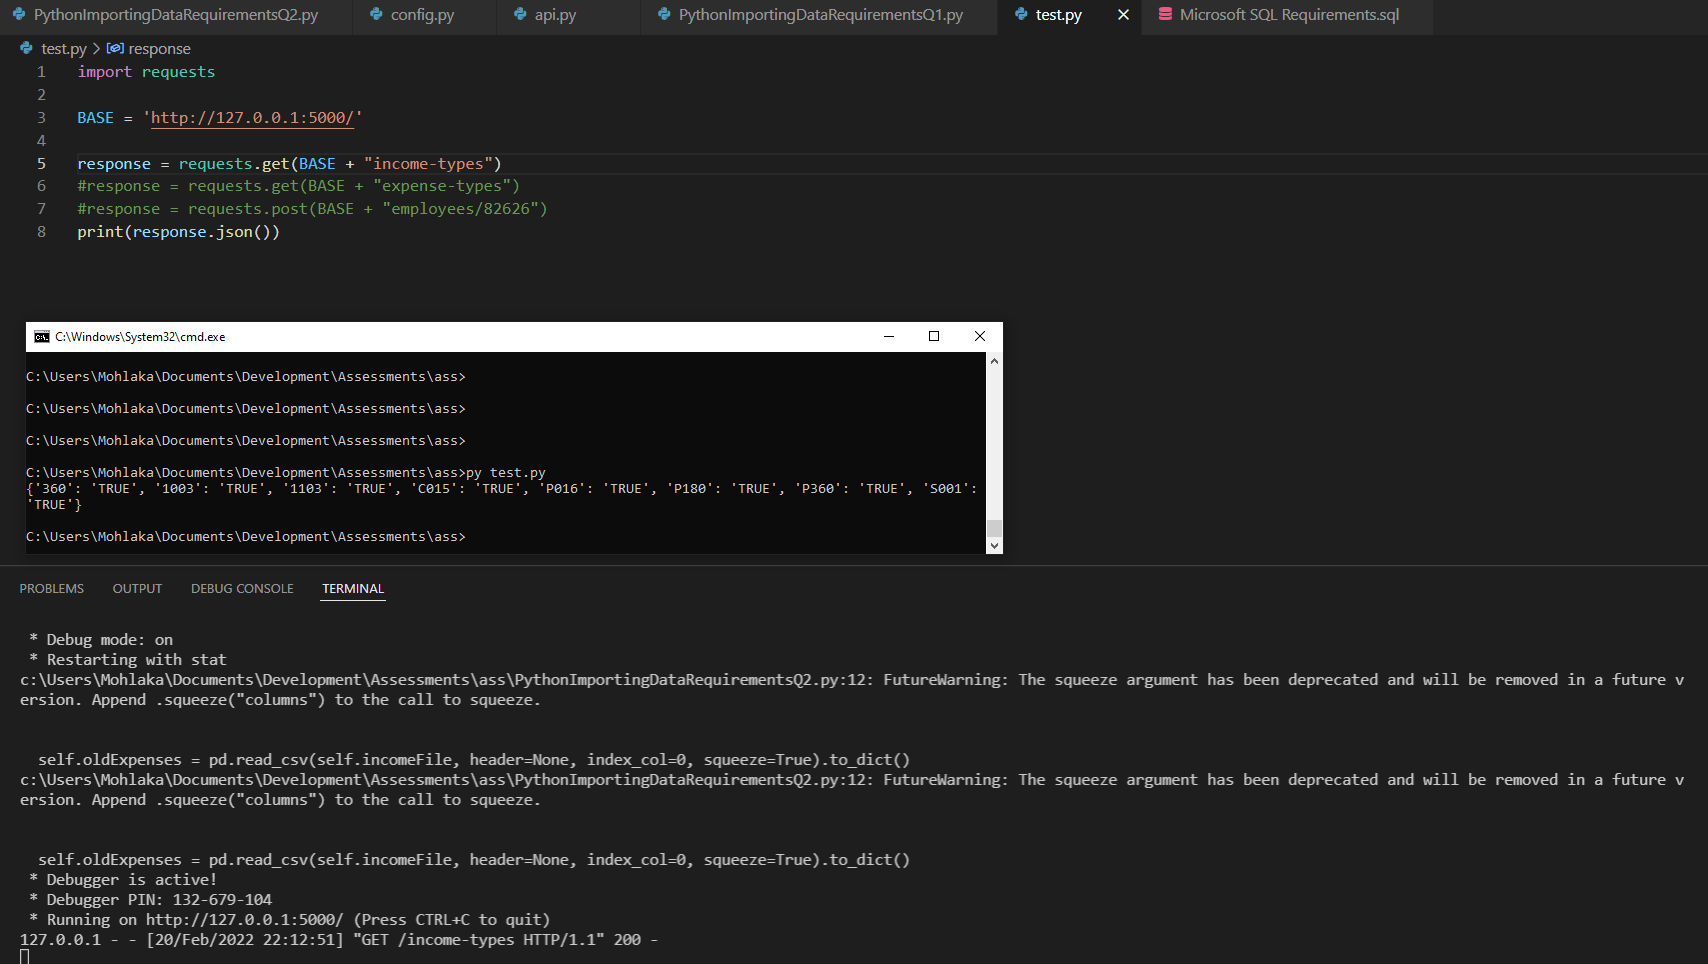 PythonImportingDataRequirementsQ2.py config.py api.py PythonImportingDataRequirementsQ1.py test.py Microsoft SQL Requirements.sql
test.py > response
1 import requests
2
3 BASE = 'http://127.0.0.1:5000/'
4
5 response = requests.get(BASE + "income-types")
6 #response = requests.get(BASE + "expense-types")
7 #response = requests.post(BASE + "employees/82626")
8 print(response.json())
C:\Windows\System32\cmd.exe
C:\Users\Mohlaka\Documents\Development\Assessments\ass>
C:\Users\Mohlaka\Documents\Development\Assessments\ass>
C:\Users\Mohlaka\Documents\Development\Assessments\ass>
C:\Users\Mohlaka\Documents\Development\Assessments\ass>py test.py
{'360': 'TRUE', '1003': 'TRUE', '1103': 'TRUE', 'C015': 'TRUE', 'P016': 'TRUE', 'P180': 'TRUE', 'P360': 'TRUE', 'S001':
'TRUE'}
C:\Users\Mohlaka\Documents\Development\Assessments\ass>
PROBLEMS OUTPUT DEBUG CONSOLE TERMINAL
* Debug mode: on
* Restarting with stat
c:\Users\Mohlaka\Documents\Development\Assessments\ass\PythonImportingDataRequirementsQ2.py:12: FutureWarning: The squeeze argument has been deprecated and will be removed in a future v
ersion. Append .squeeze("columns") to the call to squeeze.
self.oldExpenses = pd.read_csv(self.incomeFile, header=None, index_col=0, squeeze=True).to_dict()
c:\Users\Mohlaka\Documents\Development\Assessments\ass\PythonImportingDataRequirementsQ2.py:12: FutureWarning: The squeeze argument has been deprecated and will be removed in a future v
ersion. Append .squeeze("columns") to the call to squeeze.
self.oldExpenses = pd.read_csv(self.incomeFile, header=None, index_col=0, squeeze=True).to_dict()
* Debugger is active!
* Debugger PIN: 132-679-104
* Running on http://127.0.0.1:5000/ (Press CTRL+C to quit)
127.0.0.1 - - [20/Feb/2022 22:12:51] "GET /income-types HTTP/1.1" 200 -